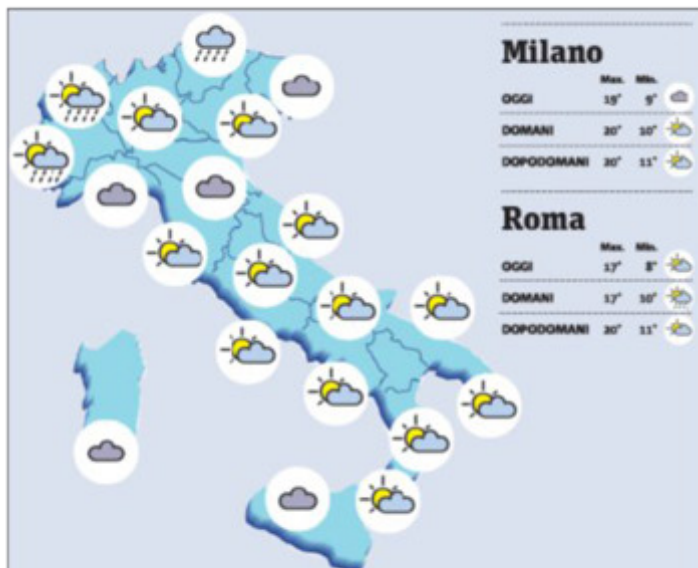 Milano
Max. Min.
OGGI 19° 9°
DOMANI 20° 10°
DOPODOMANI 20° 11°
Roma
Max. Min.
OGGI 17° 8°
DOMANI 17° 10°
DOPODOMANI 20° 11°